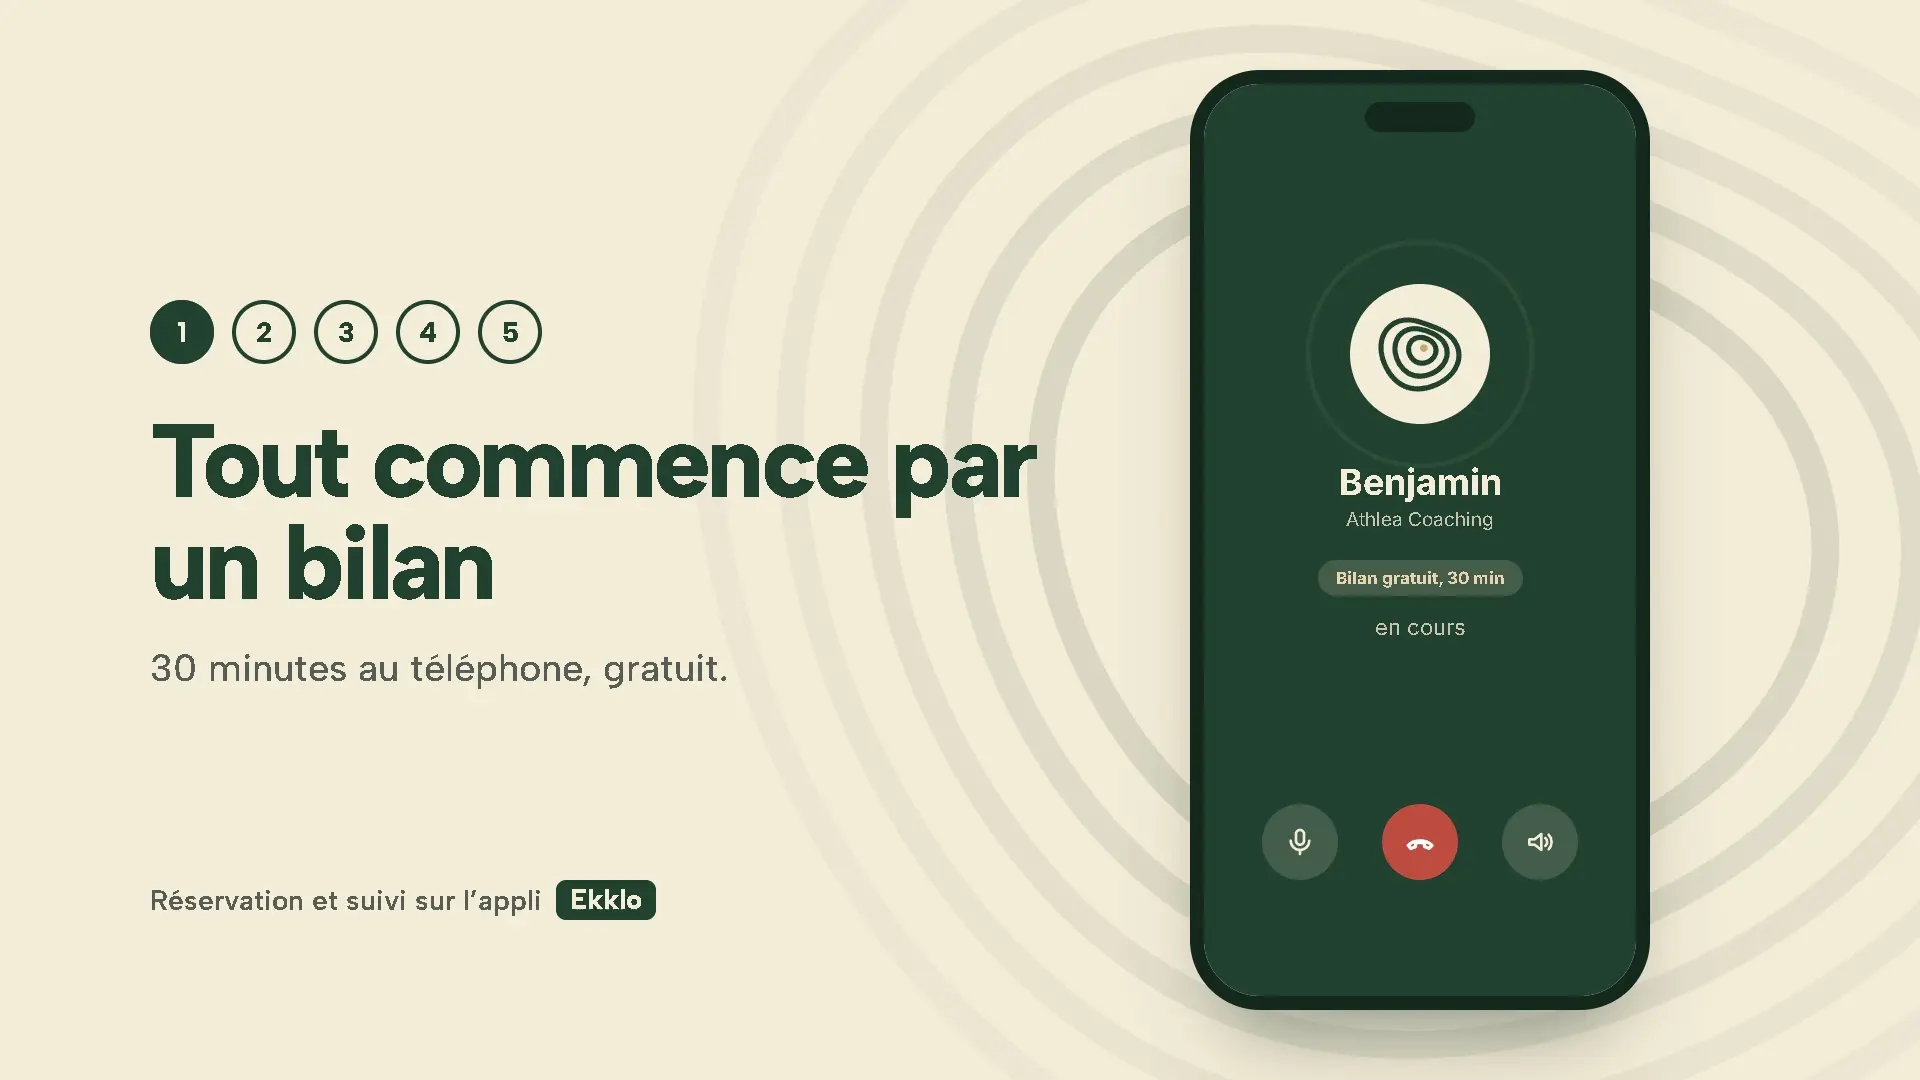 1 2 3 4 5
Tout commence par
un bilan
30 minutes au téléphone, gratuit.
Réservation et suivi sur l’appli Ekklo
Benjamin
Athlea Coaching
Bilan gratuit, 30 min
en cours